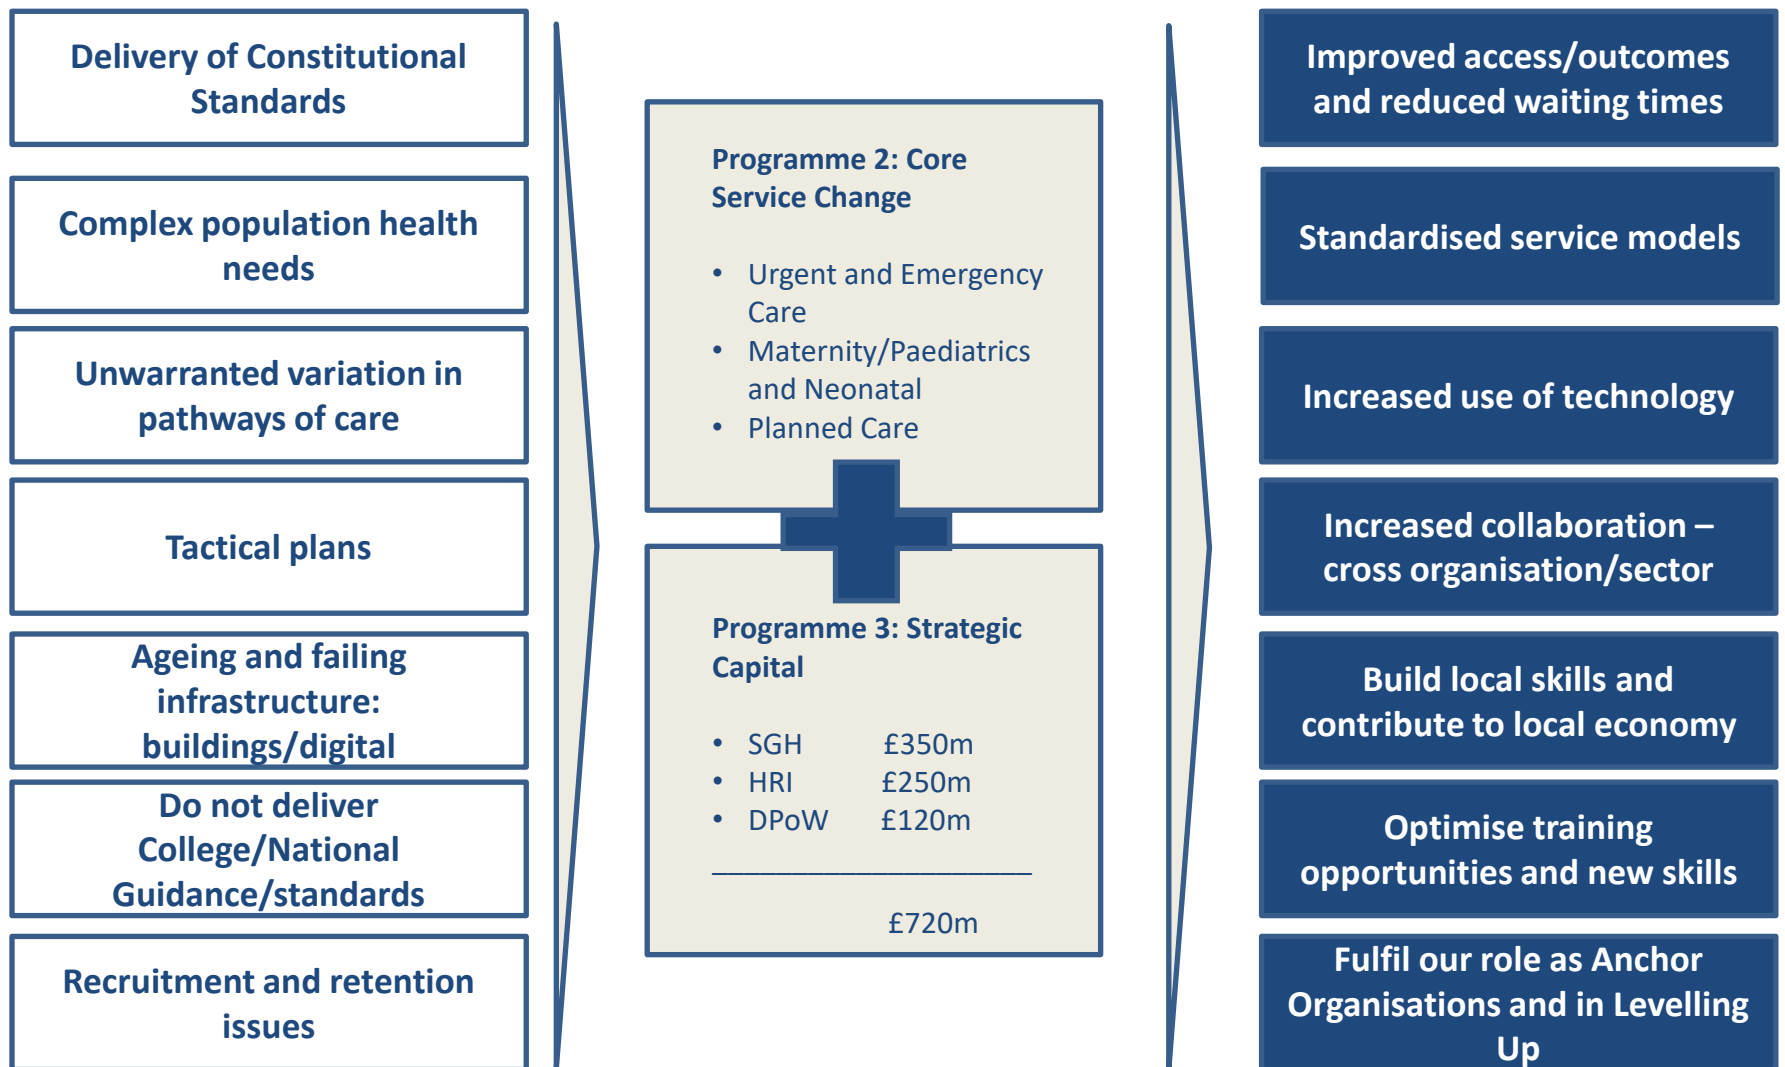 Delivery of Constitutional
Standards
Complex population health
needs
Unwarranted variation in
pathways of care
Tactical plans
Ageing and failing
infrastructure:
buildings/digital
Do not deliver
College/National
Guidance/standards
Recruitment and retention
issues
Programme 2: Core
Service Change
• Urgent and Emergency
Care
• Maternity/Paediatrics
and Neonatal
• Planned Care
Programme 3: Strategic
Capital
• SGH £350m
• HRI £250m
• DPoW £120m
£720m
Improved access/outcomes
and reduced waiting times
Standardised service models
Increased use of technology
Increased collaboration –
cross organisation/sector
Build local skills and
contribute to local economy
Optimise training
opportunities and new skills
Fulfil our role as Anchor
Organisations and in Levelling
Up